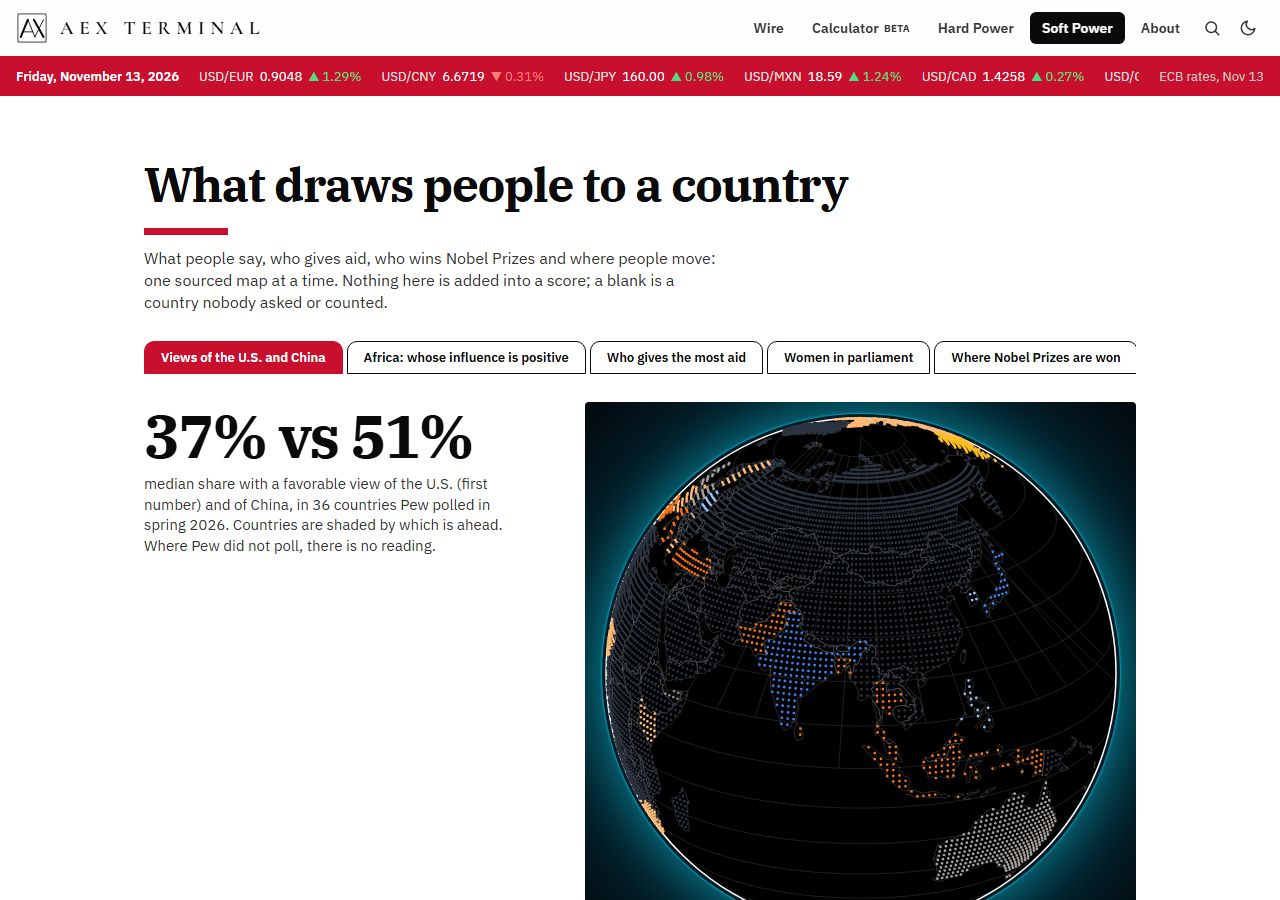 AX AEX TERMINAL
Wire Calculator BETA Hard Power Soft Power About
Friday, November 13, 2026 USD/EUR 0.9048 ▲ 1.29% USD/CNY 6.6719 ▼ 0.31% USD/JPY 160.00 ▲ 0.98% USD/MXN 18.59 ▲ 1.24% USD/CAD 1.4258 ▲ 0.27% ECB rates, Nov 13
What draws people to a country
What people say, who gives aid, who wins Nobel Prizes and where people move:
one sourced map at a time. Nothing here is added into a score; a blank is a
country nobody asked or counted.
Views of the U.S. and China
Africa: whose influence is positive
Who gives the most aid
Women in parliament
Where Nobel Prizes are won
37% vs 51%
median share with a favorable view of the U.S. (first
number) and of China, in 36 countries Pew polled in
spring 2026. Countries are shaded by which is ahead.
Where Pew did not poll, there is no reading.